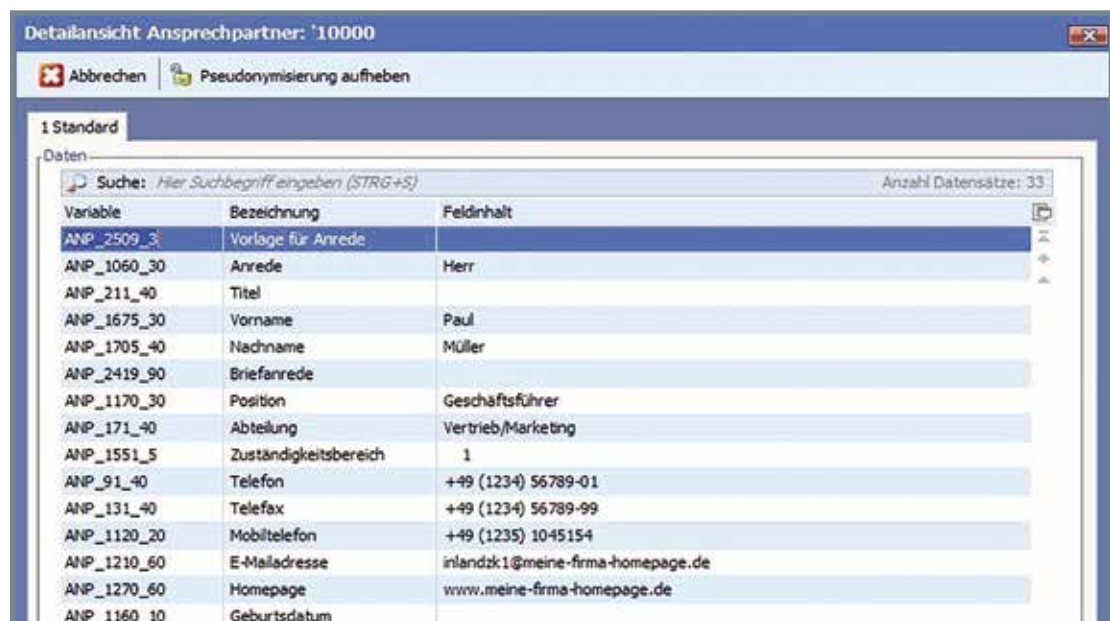 Detailansicht Ansprechpartner: '10000
Abbrechen Pseudonymisierung aufheben
1 Standard
Daten
Suche: Hier Suchbegriff eingeben (STRG+S) Anzahl Datensätze: 33
Variable Bezeichnung Feldinhalt
ANP_2509_3 Vorlage für Anrede
ANP_1060_30 Anrede Herr
ANP_211_40 Titel
ANP_1675_30 Vorname Paul
ANP_1705_40 Nachname Müller
ANP_2419_90 Briefanrede
ANP_1170_30 Position Geschäftsführer
ANP_171_40 Abteilung Vertrieb/Marketing
ANP_1551_5 Zuständigkeitsbereich 1
ANP_91_40 Telefon +49 (1234) 56789-01
ANP_131_40 Telefax +49 (1234) 56789-99
ANP_1120_20 Mobiltelefon +49 (1235) 1045154
ANP_1210_60 E-Mailadresse inlandzk1@meine-firma-homepage.de
ANP_1270_60 Homepage www.meine-firma-homepage.de
ANP_1160_10 Geburtsdatum